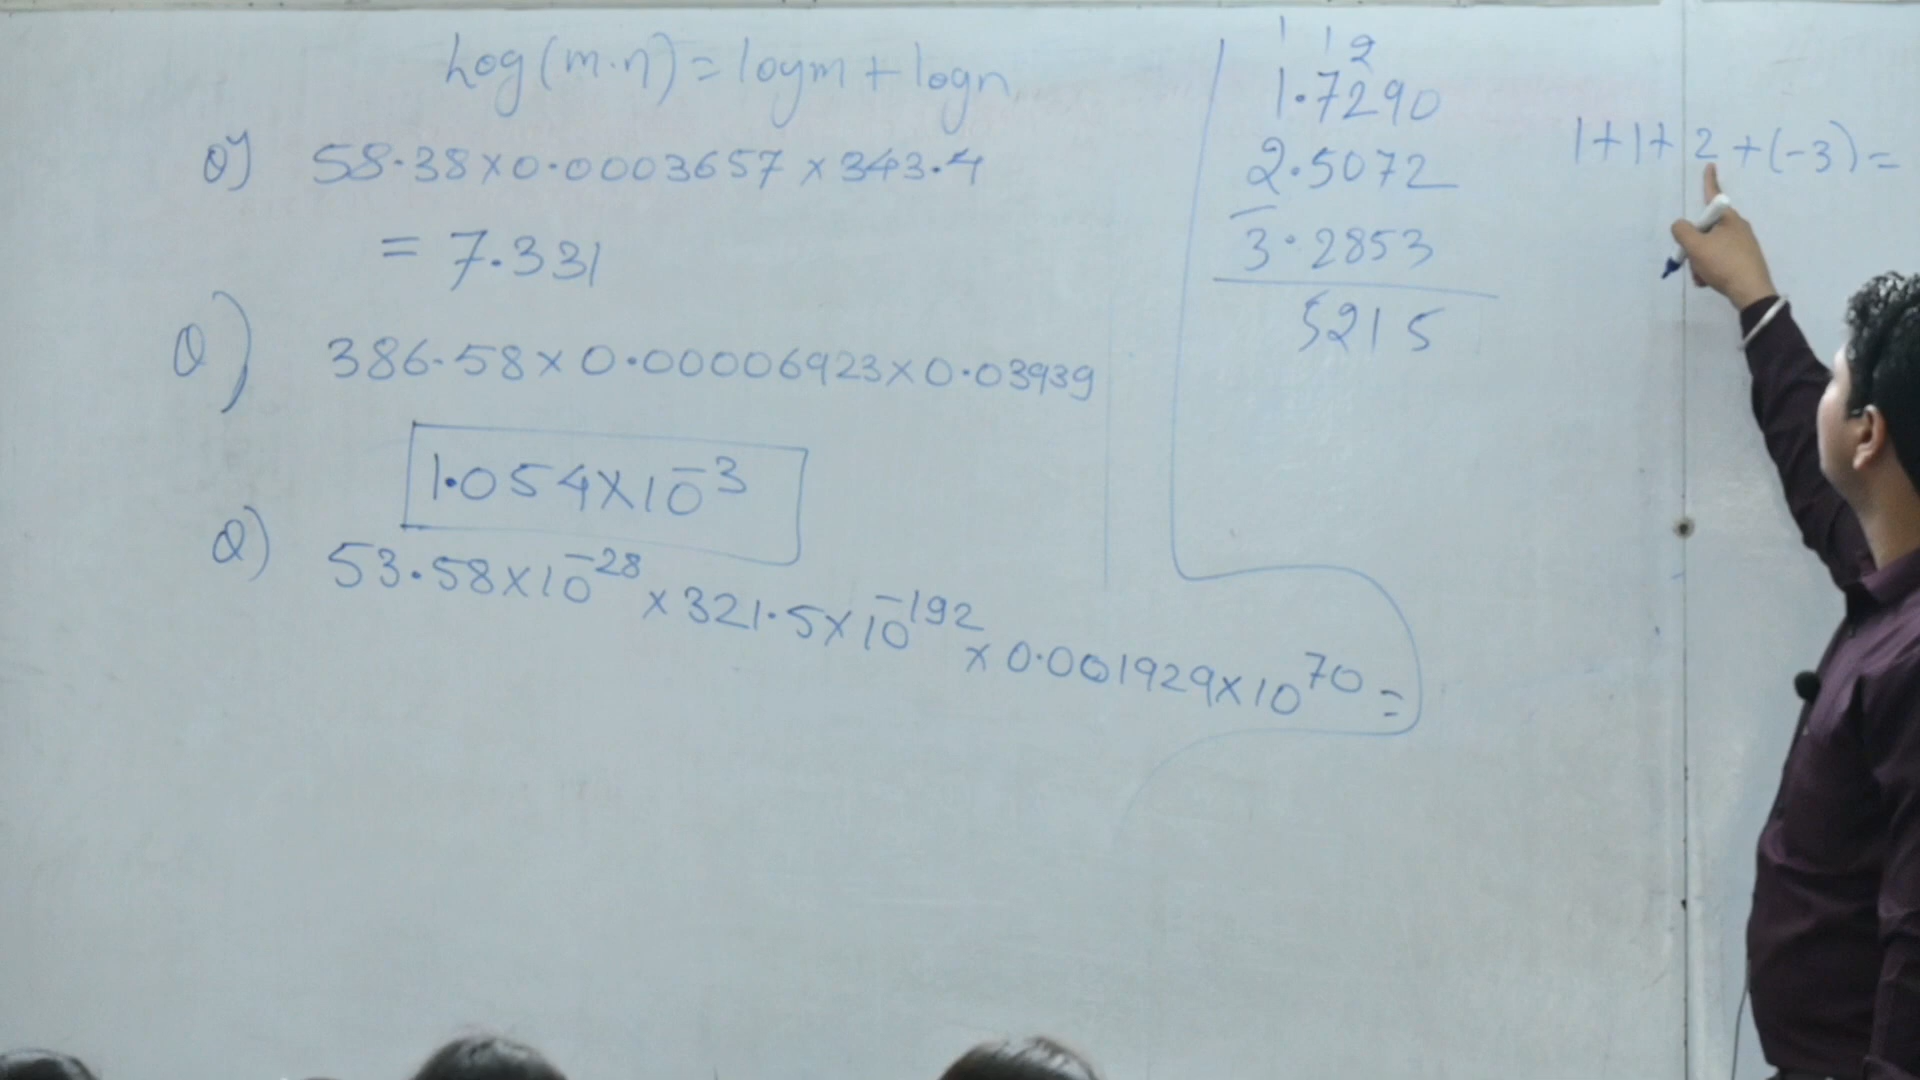 log(m.n) = logm + logn
Q) 58.38 x 0.0003657 x 343.4
= 7.331
Q) 386.58 x 0.00006923 x 0.03939
1.054 x 10⁻³
Q) 53.58 x 10⁻²⁸ x 321.5 x 10⁻¹⁹² x 0.001929 x 10⁷⁰ =
1 1 2
1.7290
2.5072
3̅.2853
5215
1+1+2+(-3)=